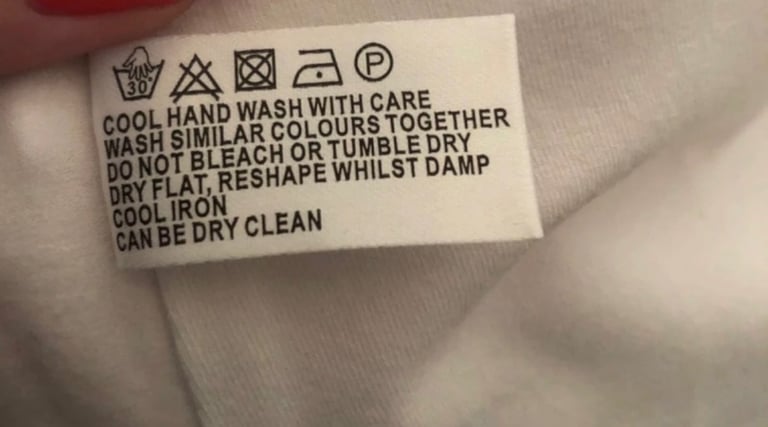 30°
P
COOL HAND WASH WITH CARE
WASH SIMILAR COLOURS TOGETHER
DO NOT BLEACH OR TUMBLE DRY
DRY FLAT, RESHAPE WHILST DAMP
COOL IRON
CAN BE DRY CLEAN